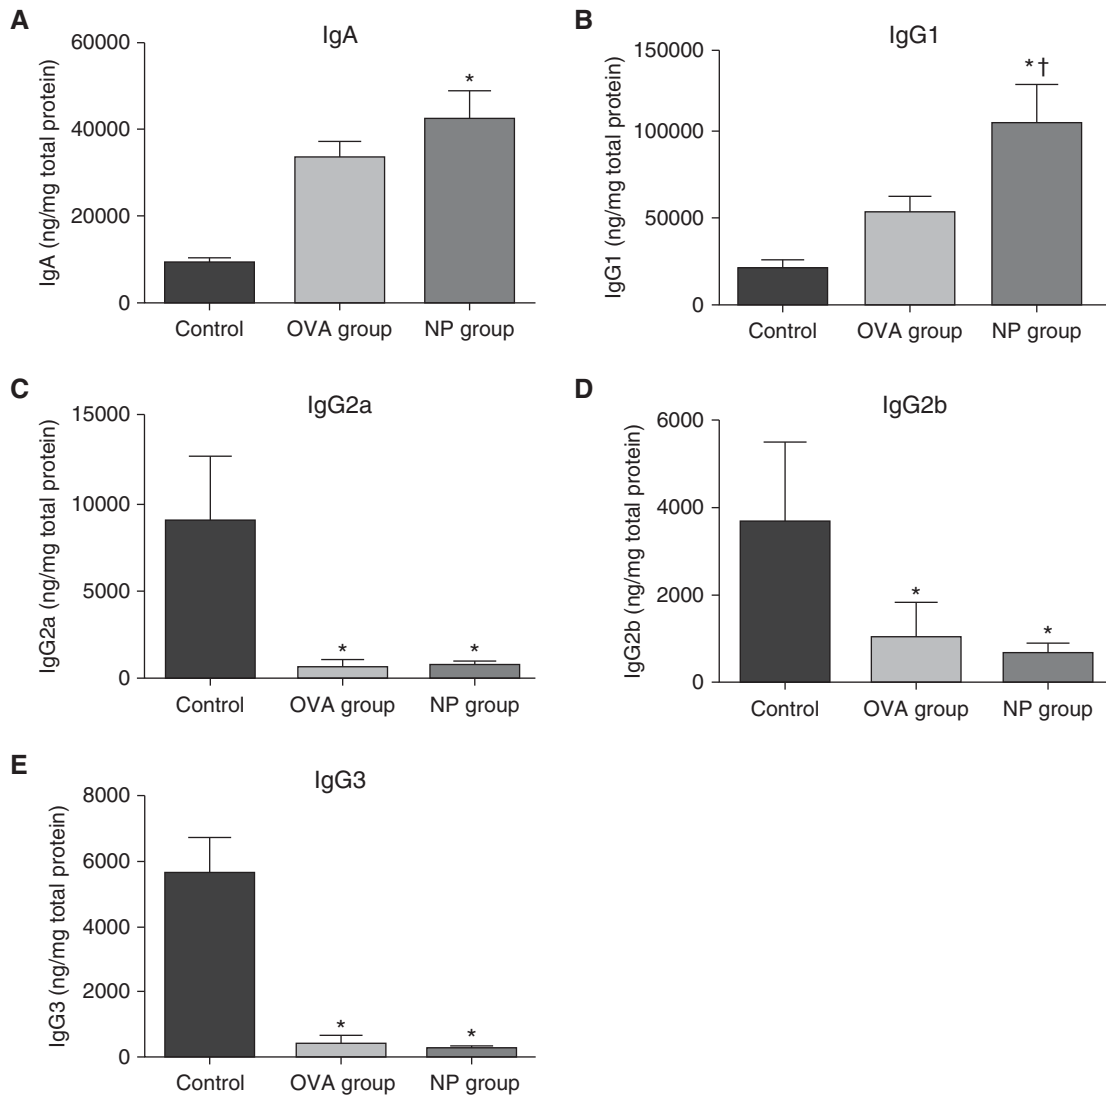 A
IgA
IgA (ng/mg total protein)
60000
40000
20000
0
*
Control
OVA group
NP group
B
IgG1
IgG1 (ng/mg total protein)
150000
100000
50000
0
*†
Control
OVA group
NP group
C
IgG2a
IgG2a (ng/mg total protein)
15000
10000
5000
0
*
*
Control
OVA group
NP group
D
IgG2b
IgG2b (ng/mg total protein)
6000
4000
2000
0
*
*
Control
OVA group
NP group
E
IgG3
IgG3 (ng/mg total protein)
8000
6000
4000
2000
0
*
*
Control
OVA group
NP group